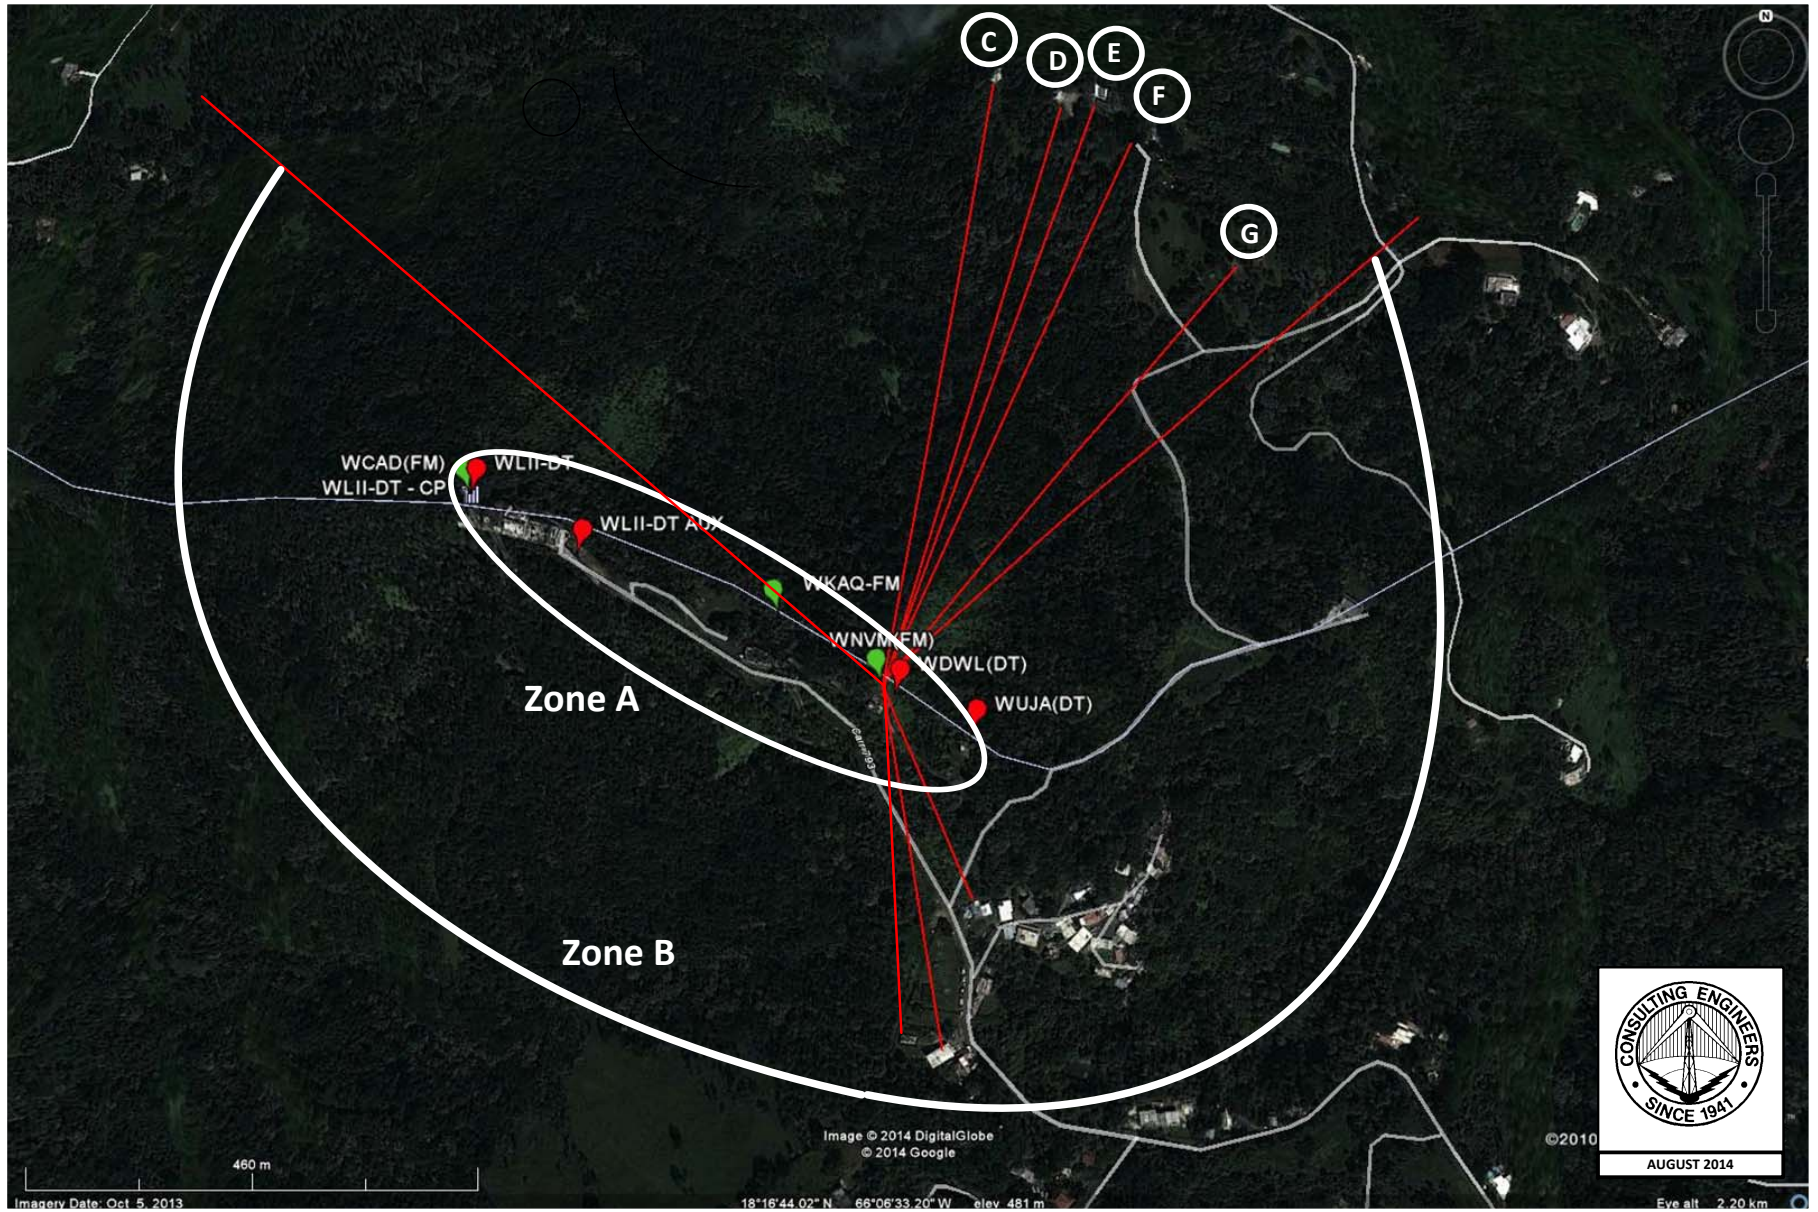 N
C
D
E
F
G
WCAD(FM)
WLII-DT
WLII-DT - CP
WLII-DT AUX
WKAQ-FM
WNVM(FM)
WDWL(DT)
WUJA(DT)
Zone A
Carr 793
Zone B
CONSULTING ENGINEERS
SINCE 1941
AUGUST 2014
Image © 2014 DigitalGlobe
© 2014 Google
©2010
460 m
Imagery Date: Oct 5, 2013
18°16'44.02" N 66°06'33.20" W elev 481 m
Eye alt 2.20 km